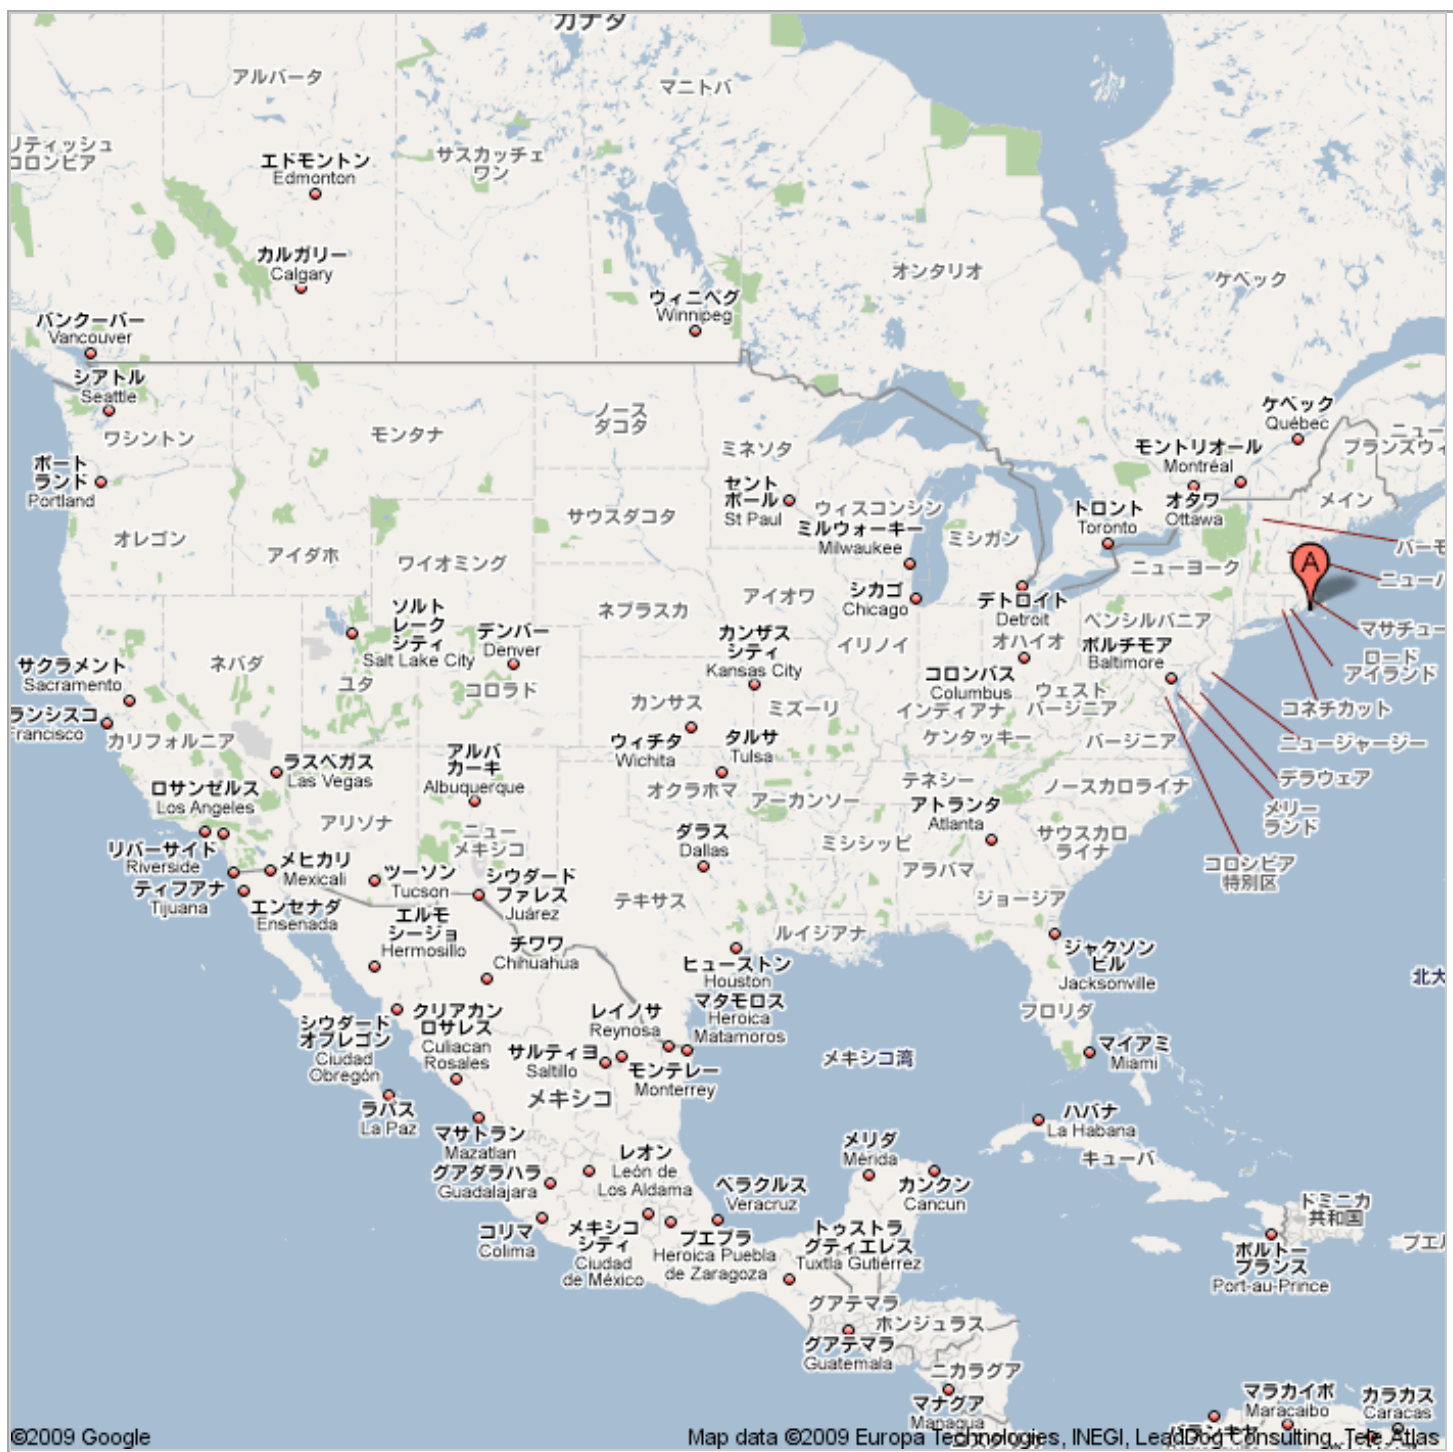 カナダ
アルバータ
マニトバ
リティッシュ
コロンビア
エドモントン
Edmonton
サスカッチェ
ワン
カルガリー
Calgary
オンタリオ
ケベック
ウィニペグ
Winnipeg
バンクーバー
Vancouver
シアトル
Seattle
ワシントン
モンタナ
ノース
ダコタ
ミネソタ
ケベック
Québec
ニュー
ブランズウィ
モントリオール
Montréal
ポート
ランド
Portland
セント
ポール
St Paul
ウィスコンシン
オタワ
Ottawa
メイン
トロント
Toronto
オレゴン
アイダホ
ワイオミング
サウスダコタ
ミルウォーキー
Milwaukee
ミシガン
バーモ
ニューヨーク
A
ニューハ
ソルト
レーク
シティ
Salt Lake City
ネブラスカ
アイオワ
シカゴ
Chicago
デトロイト
Detroit
ペンシルバニア
マサチュー
デンバー
Denver
カンザス
シティ
Kansas City
イリノイ
オハイオ
ボルチモア
Baltimore
ロード
アイランド
サクラメント
Sacramento
ネバダ
ユタ
コロラド
カンサス
ミズーリ
コロンバス
Columbus
インディアナ
ウェスト
バージニア
コネチカット
ランシスコ
Francisco
カリフォルニア
ウィチタ
Wichita
タルサ
Tulsa
ケンタッキー
バージニア
ニュージャージー
ラスベガス
Las Vegas
アルバ
カーキ
Albuquerque
オクラホマ
アーカンソー
テネシー
ノースカロライナ
デラウェア
ロサンゼルス
Los Angeles
アリゾナ
ニュー
メキシコ
ダラス
Dallas
ミシシッピ
アトランタ
Atlanta
サウスカロ
ライナ
メリー
ランド
リバーサイド
Riverside
メヒカリ
Mexicali
ツーソン
Tucson
シウダード
ファレス
Juárez
アラバマ
コロンビア
特別区
ティフアナ
Tijuana
エンセナダ
Ensenada
エルモ
シージョ
Hermosillo
テキサス
ルイジアナ
ジョージア
チワワ
Chihuahua
ヒューストン
Houston
ジャクソン
ビル
Jacksonville
北大
シウダード
オブレゴン
Ciudad
Obregón
クリアカン
ロサレス
Culiacan
Rosales
レイノサ
Reynosa
マタモロス
Heroica
Matamoros
フロリダ
サルティヨ
Saltillo
モンテレー
Monterrey
メキシコ湾
マイアミ
Miami
メキシコ
ラパス
La Paz
マサトラン
Mazatlan
ハバナ
La Habana
キューバ
グアダラハラ
Guadalajara
レオン
León de
Los Aldama
ベラクルス
Veracruz
メリダ
Mérida
カンクン
Cancun
ドミニカ
共和国
コリマ
Colima
メキシコ
シティ
Ciudad
de México
プエブラ
Heroica Puebla
de Zaragoza
トゥストラ
グティエレス
Tuxtla Gutiérrez
ポルトー
プランス
Port-au-Prince
プエル
グアテマラ
グアテマラ
Guatemala
ホンジュラス
ニカラグア
マナグア
Managua
マラカイボ
Maracaibo
カラカス
Caracas
©2009 Google
Map data ©2009 Europa Technologies, INEGI, LeadDog Consulting, Tele Atlas